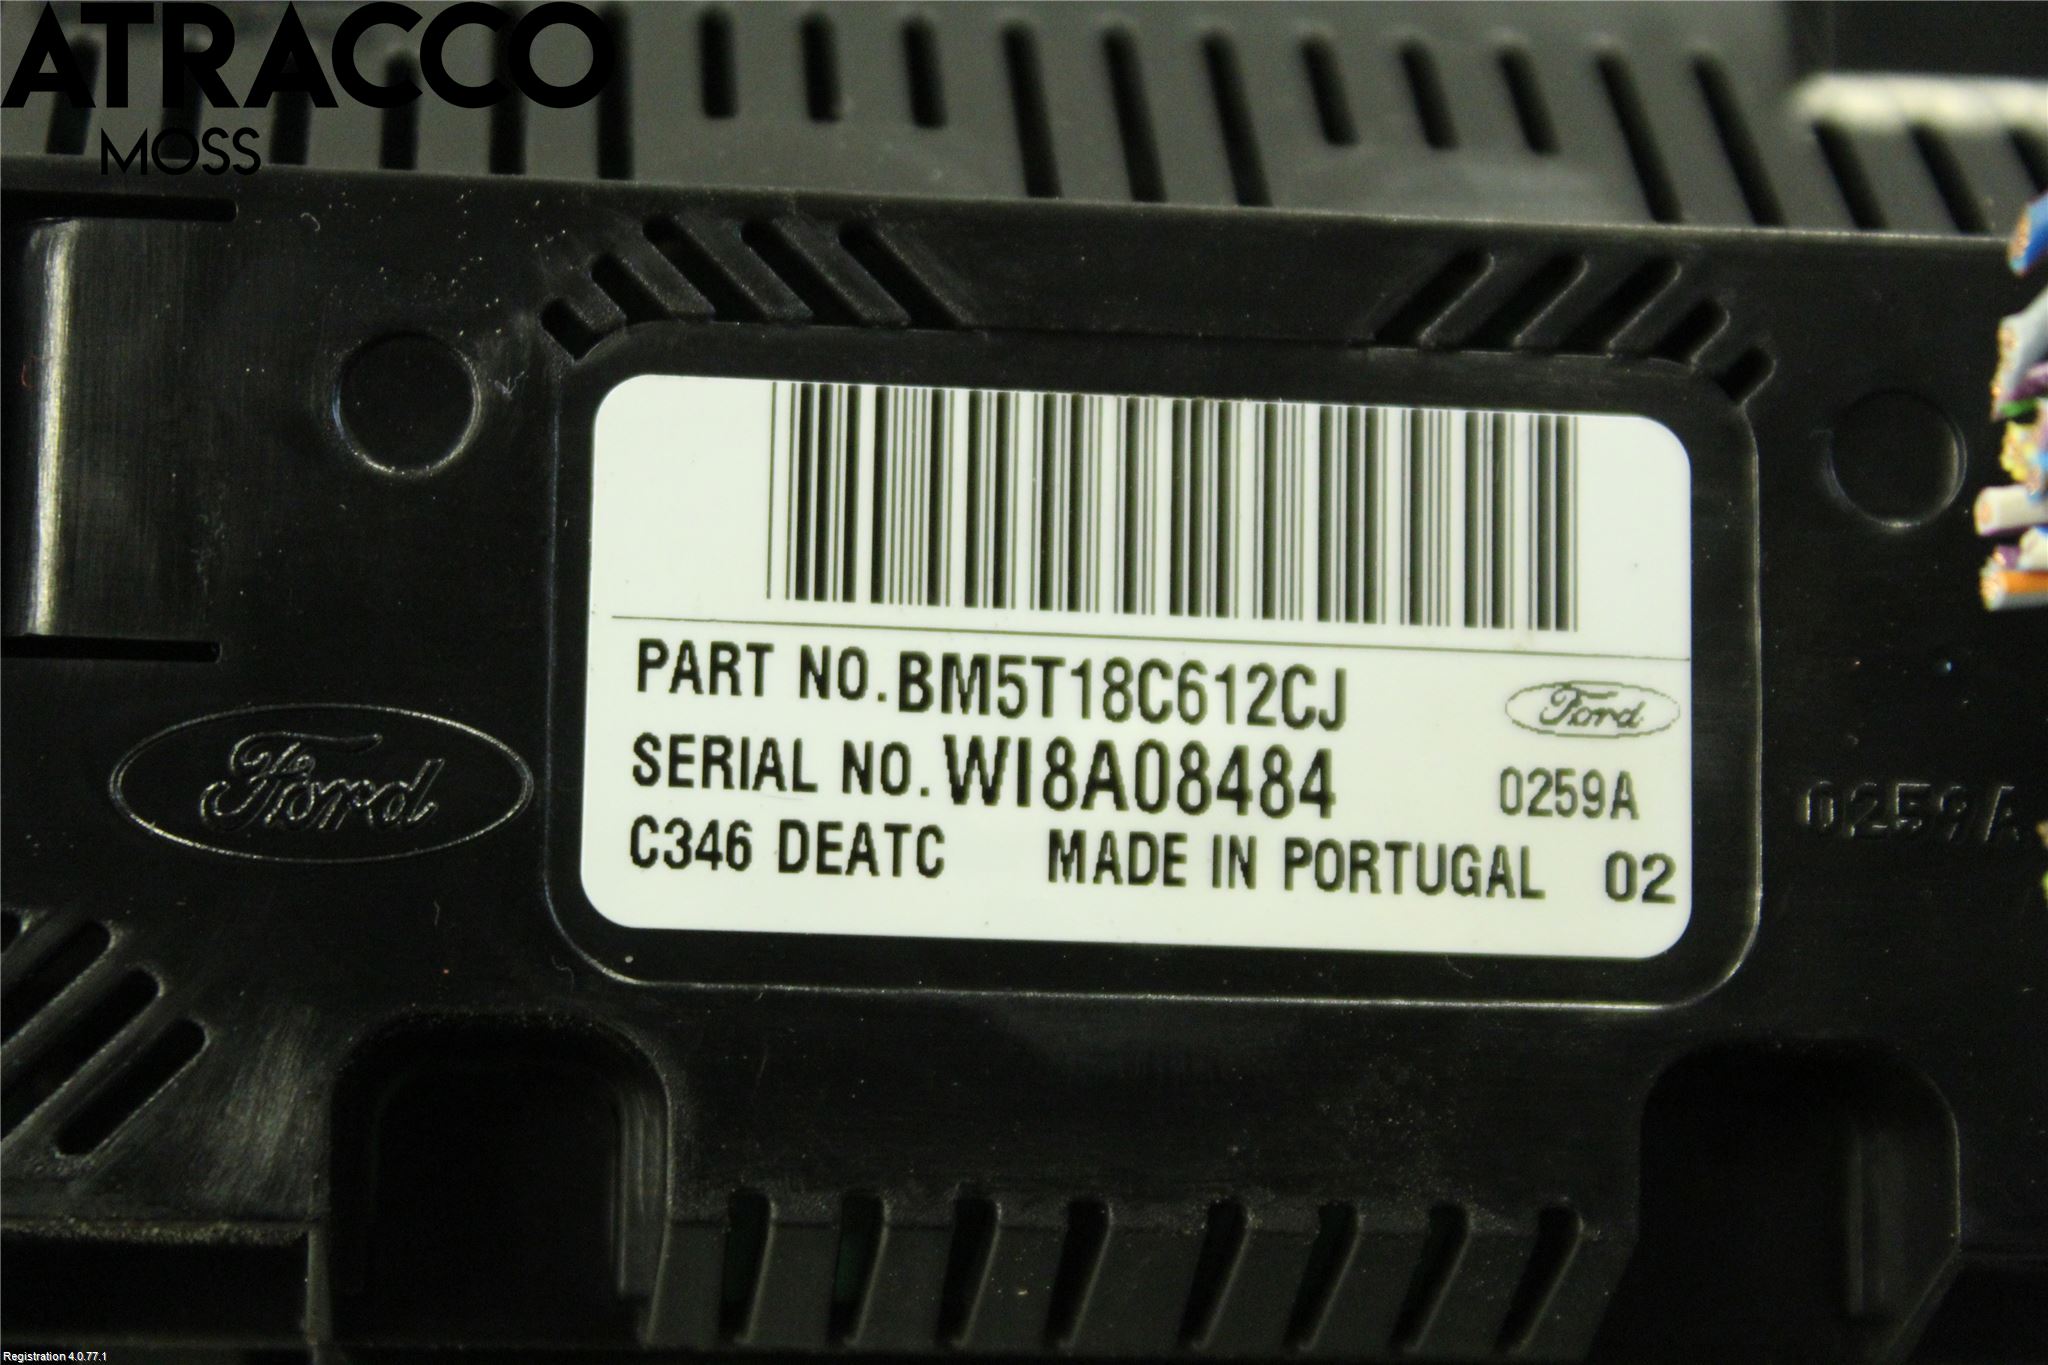 ATRACCO
MOSS
PART NO. BM5T18C612CJ
Ford
SERIAL NO. WI8A08484
0259A
C346 DEATC MADE IN PORTUGAL 02
Ford
0259A
Registration 4.0.77.1